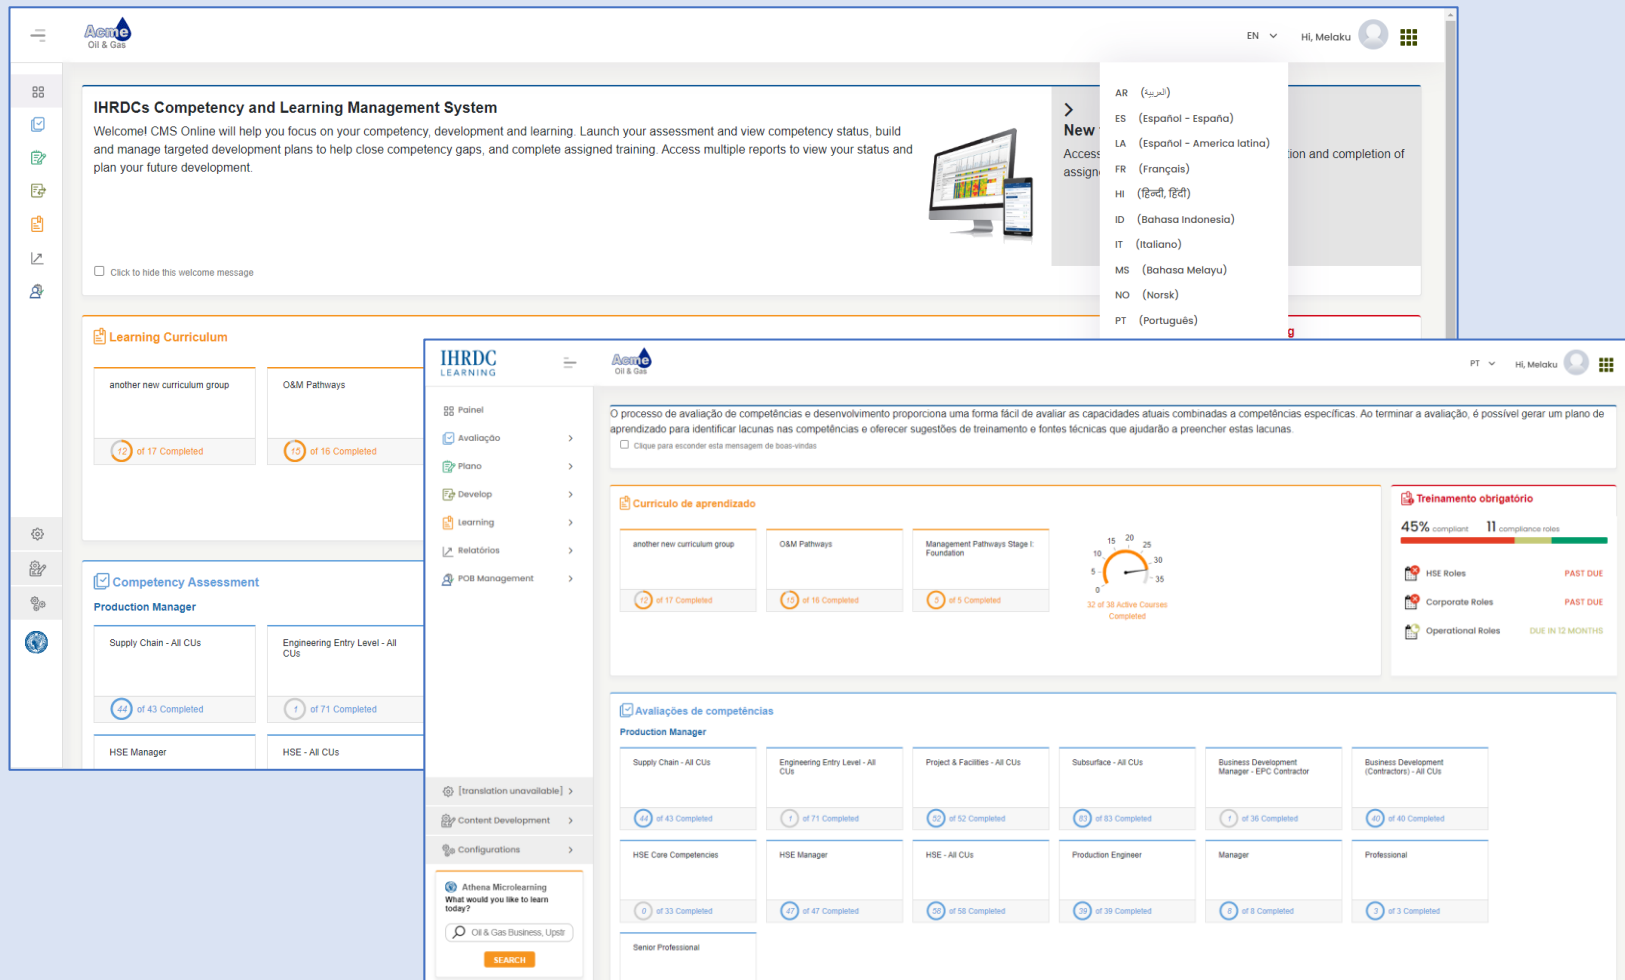 Acme
Oil & Gas
EN
Hi, Melaku
AR (العربية)
ES (Español - España)
LA (Español - America latina)
FR (Français)
HI (हिन्दी, हिंदी)
ID (Bahasa Indonesia)
IT (Italiano)
MS (Bahasa Melayu)
NO (Norsk)
PT (Português)
IHRDCs Competency and Learning Management System
Welcome! CMS Online will help you focus on your competency, development and learning. Launch your assessment and view competency status, build
and manage targeted development plans to help close competency gaps, and complete assigned training. Access multiple reports to view your status and
plan your future development.
Click to hide this welcome message
New
and completion of
Learning Curriculum
another new curriculum group
O&M Pathways
12 of 17 Completed
15 of 16 Completed
Competency Assessment
Production Manager
Supply Chain - All CUs
Engineering Entry Level - All
CUs
44 of 43 Completed
1 of 71 Completed
HSE Manager
HSE - All CUs
IHRDC
LEARNING
Acme
Oil & Gas
PT
Hi, Melaku
Painel
Avaliação
Plano
Develop
Learning
Relatórios
POB Management
[translation unavailable]
Content Development
Configurations
Athena Microlearning
What would you like to learn
today?
Oil & Gas Business, Upstr
SEARCH
O processo de avaliação de competências e desenvolvimento proporciona uma forma fácil de avaliar as capacidades atuais combinadas a competências específicas. Ao terminar a avaliação, é possível gerar um plano de
aprendizado para identificar lacunas nas competências e oferecer sugestões de treinamento e fontes técnicas que ajudarão a preencher estas lacunas.
Clique para esconder esta mensagem de boas-vindas
Currículo de aprendizado
another new curriculum group
O&M Pathways
Management Pathways Stage I:
Foundation
12 of 17 Completed
15 of 16 Completed
5 of 5 Completed
0 5 10 15 20 25 30 35
32 of 38 Active Courses
Completed
Treinamento obrigatório
45% compliant 11 compliance roles
HSE Roles PAST DUE
Corporate Roles PAST DUE
Operational Roles DUE IN 12 MONTHS
Avaliações de competências
Production Manager
Supply Chain - All CUs
Engineering Entry Level - All
CUs
Project & Facilities - All CUs
Subsurface - All CUs
Business Development
Manager - EPC Contractor
Business Development
(Contractors) - All CUs
44 of 43 Completed
1 of 71 Completed
52 of 52 Completed
83 of 83 Completed
1 of 36 Completed
40 of 40 Completed
HSE Core Competencies
HSE Manager
HSE - All CUs
Production Engineer
Manager
Professional
0 of 33 Completed
47 of 47 Completed
58 of 58 Completed
39 of 39 Completed
8 of 8 Completed
3 of 3 Completed
Senior Professional